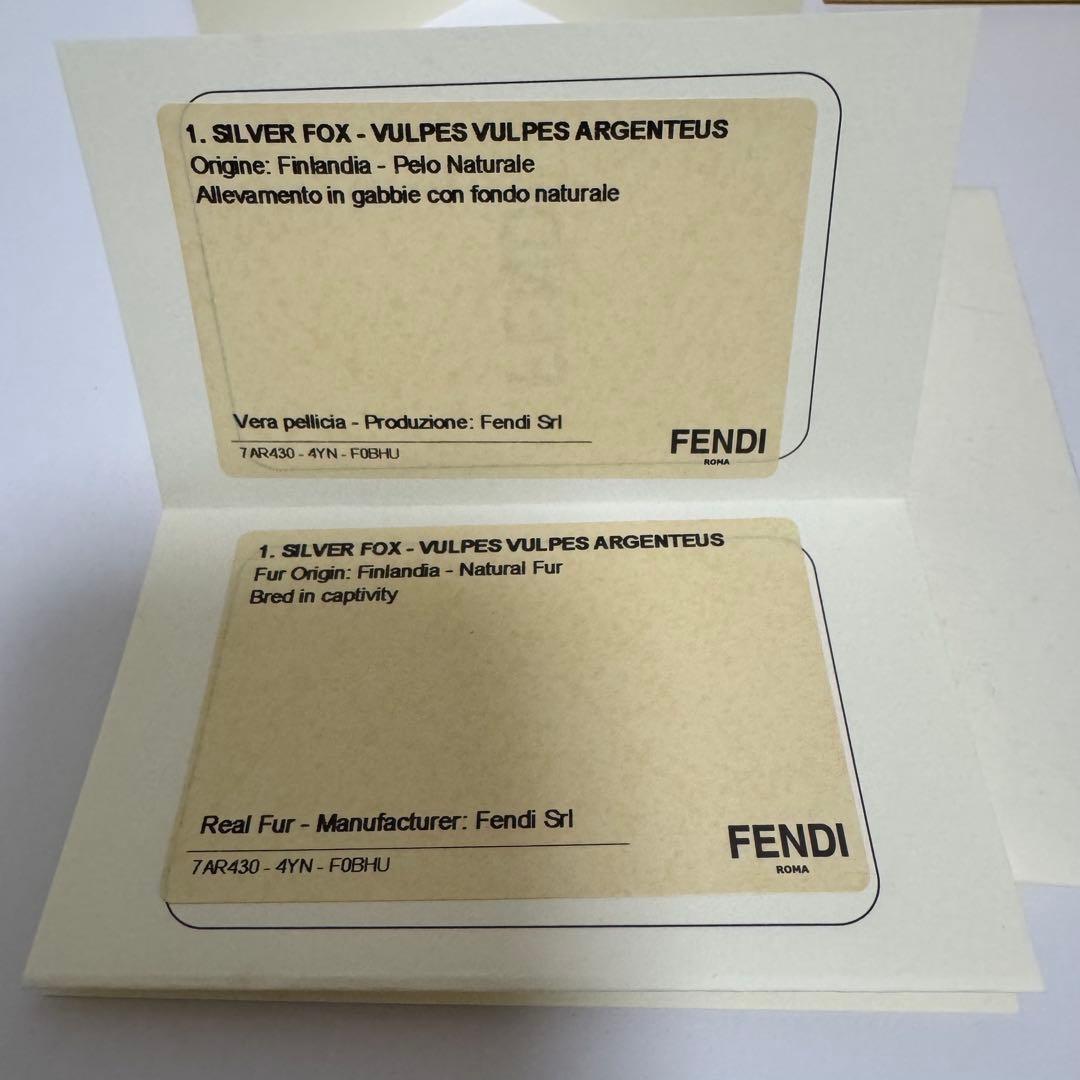 1. SILVER FOX - VULPES VULPES ARGENTEUS
Origine: Finlandia - Pelo Naturale
Allevamento in gabbie con fondo naturale
Vera pellicia - Produzione: Fendi Srl
7AR430 - 4YN - F0BHU
FENDI
ROMA
1. SILVER FOX - VULPES VULPES ARGENTEUS
Fur Origin: Finlandia - Natural Fur
Bred in captivity
Real Fur - Manufacturer: Fendi Srl
7AR430 - 4YN - F0BHU
FENDI
ROMA